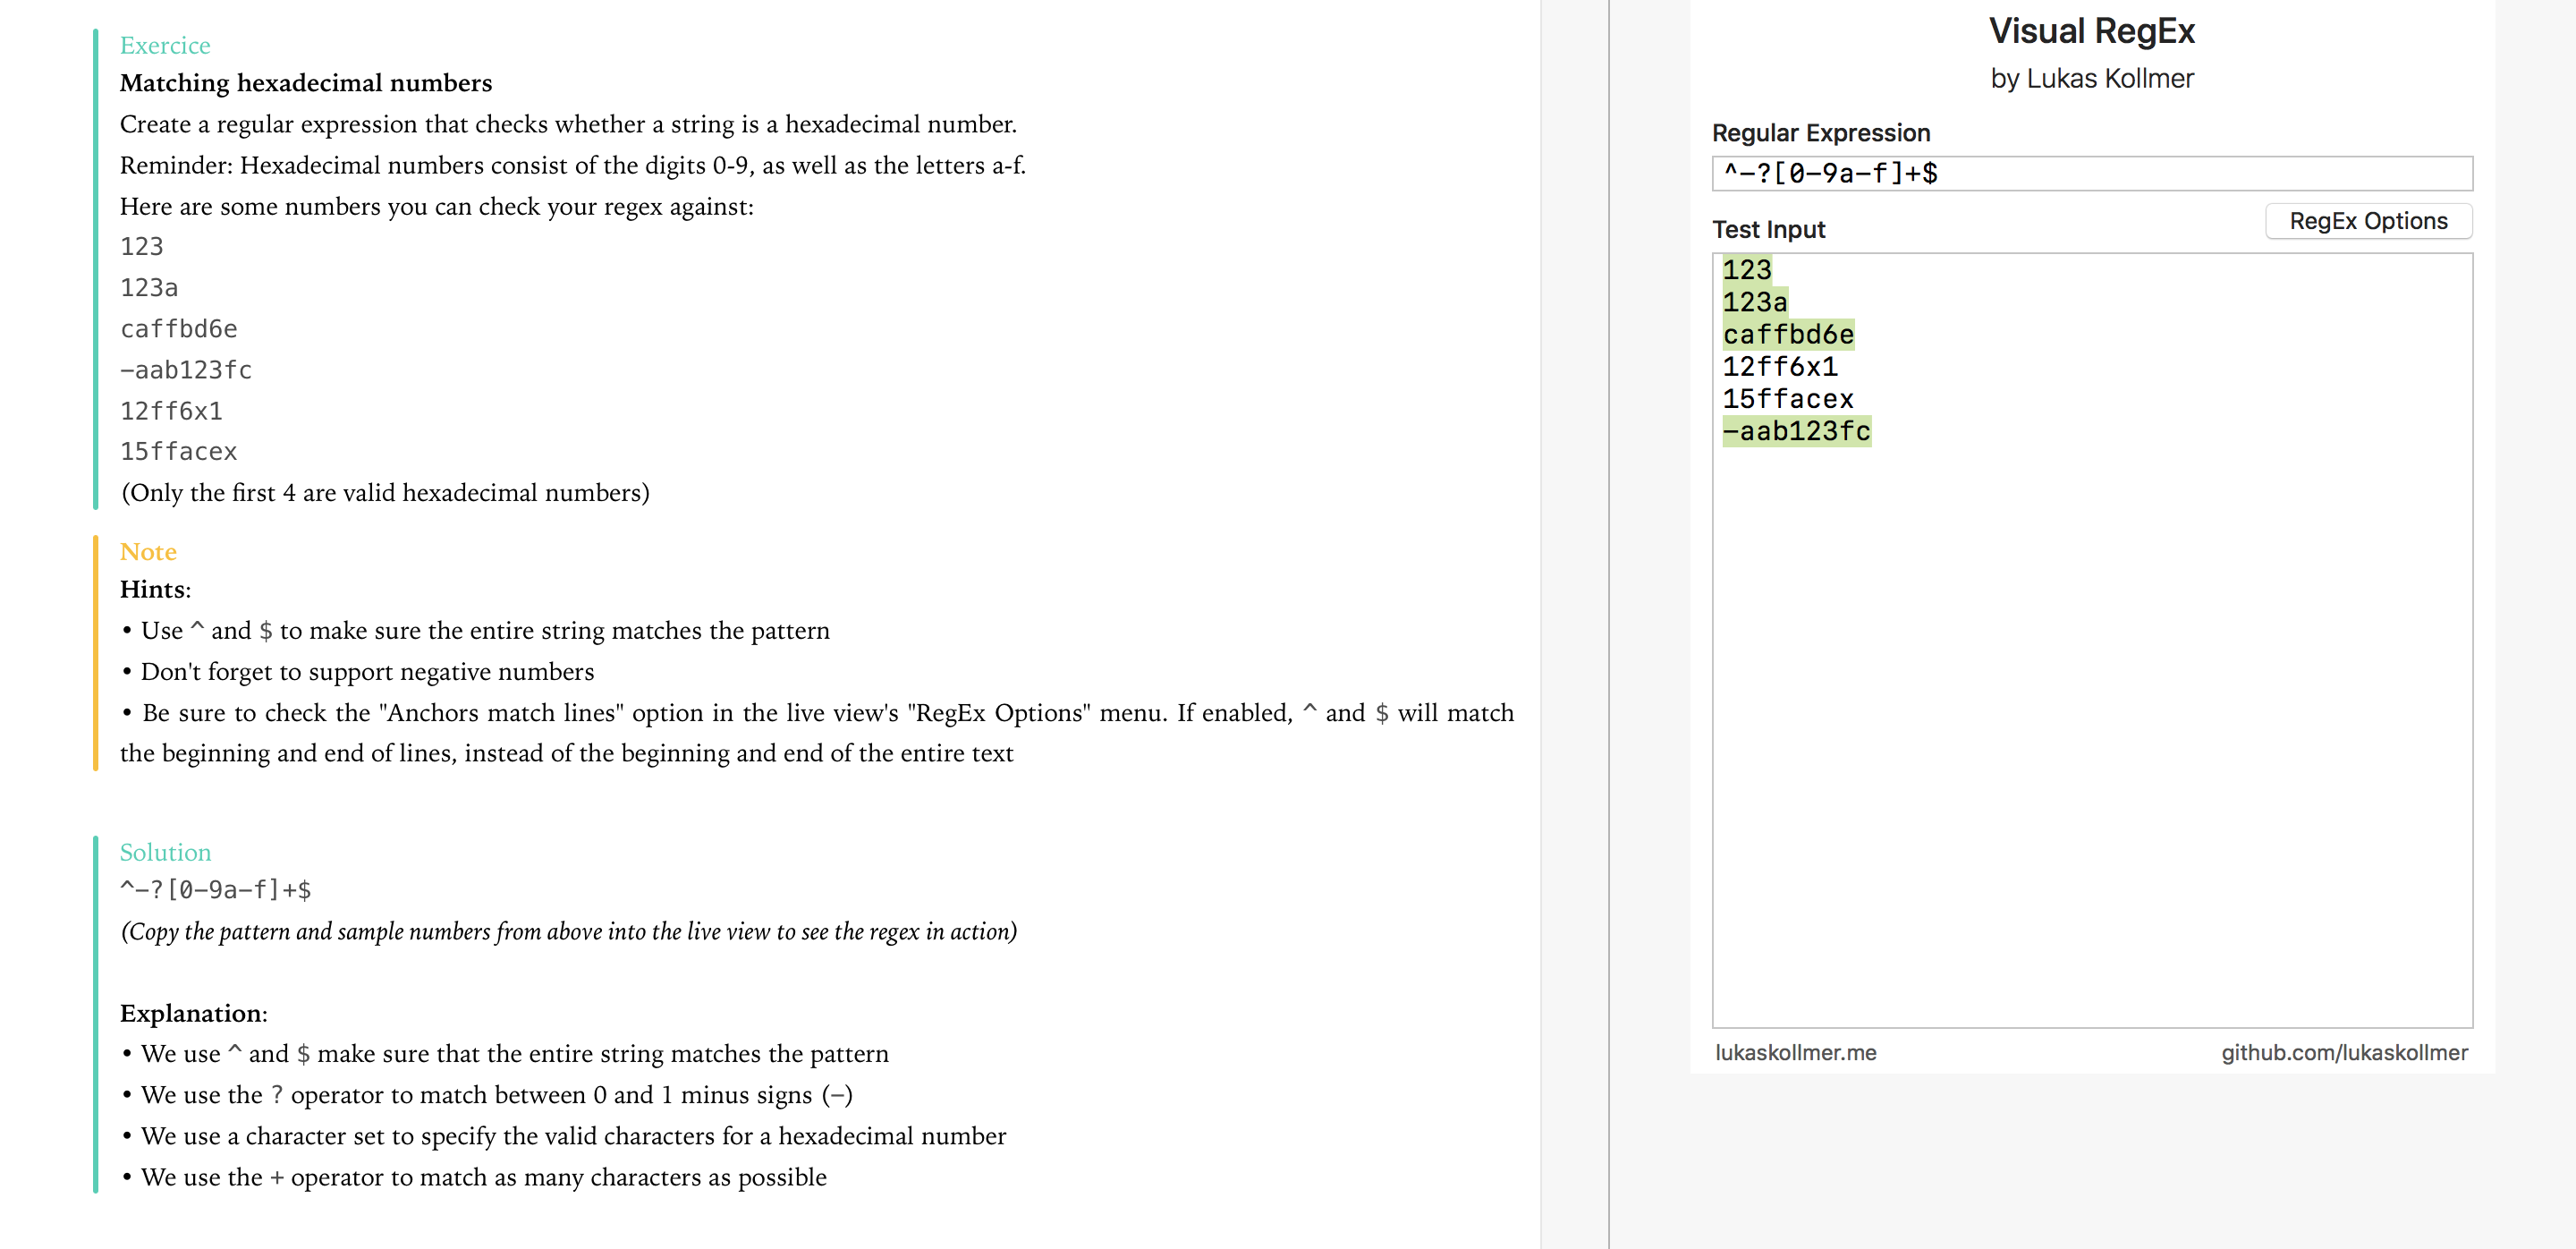 Exercice
Matching hexadecimal numbers
Create a regular expression that checks whether a string is a hexadecimal number.
Reminder: Hexadecimal numbers consist of the digits 0-9, as well as the letters a-f.
Here are some numbers you can check your regex against:
123
123a
caffbd6e
-aab123fc
12ff6x1
15ffacex
(Only the first 4 are valid hexadecimal numbers)
Note
Hints:
• Use ^ and $ to make sure the entire string matches the pattern
• Don't forget to support negative numbers
• Be sure to check the "Anchors match lines" option in the live view's "RegEx Options" menu. If enabled, ^ and $ will match
the beginning and end of lines, instead of the beginning and end of the entire text
Solution
^-?[0-9a-f]+$
(Copy the pattern and sample numbers from above into the live view to see the regex in action)
Explanation:
• We use ^ and $ make sure that the entire string matches the pattern
• We use the ? operator to match between 0 and 1 minus signs (-)
• We use a character set to specify the valid characters for a hexadecimal number
• We use the + operator to match as many characters as possible
Visual RegEx
by Lukas Kollmer
Regular Expression
^-?[0-9a-f]+$
RegEx Options
Test Input
123
123a
caffbd6e
12ff6x1
15ffacex
-aab123fc
lukaskollmer.me
github.com/lukaskollmer